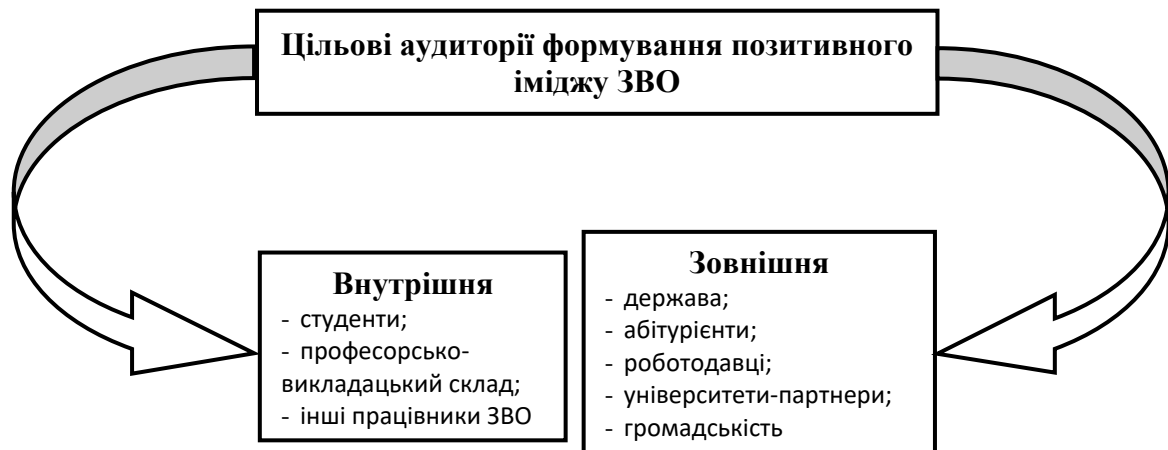 Цільові аудиторії формування позитивного
іміджу ЗВО
Внутрішня
- студенти;
- професорсько-
викладацький склад;
- інші працівники ЗВО
Зовнішня
- держава;
- абітурієнти;
- роботодавці;
- університети-партнери;
- громадськість